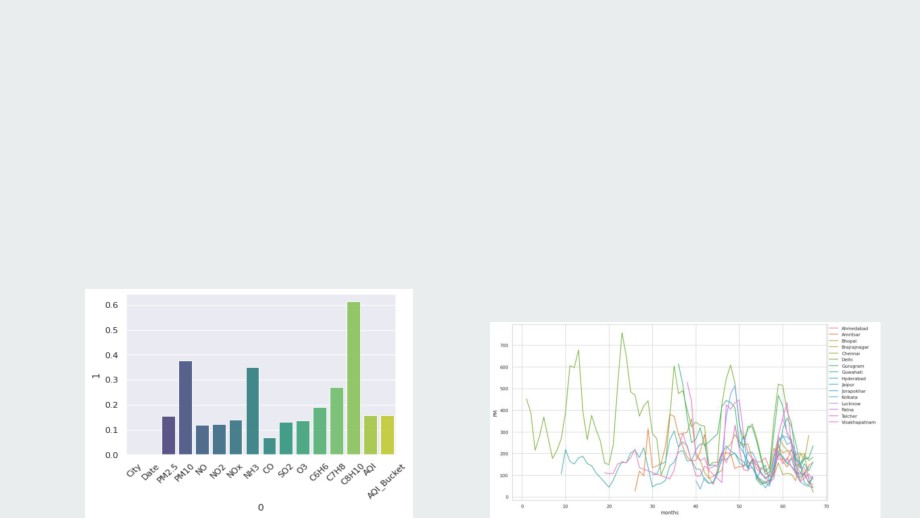 0.6
0.5
0.4
0.3
0.2
0.1
0.0
1
City
Date
PM2.5
PM10
NO
NO2
NOx
NH3
CO
SO2
O3
C6H6
C7H8
C8H10
AQI
AQI_Bucket
0
700
600
500
400
300
200
100
0
PM
0 10 20 30 40 50 60 70
months
Ahmedabad
Amritsar
Bhopal
Brajrajnagar
Chennai
Delhi
Gurugram
Guwahati
Hyderabad
Jaipur
Jorapokhar
Kolkata
Lucknow
Patna
Talcher
Visakhapatnam